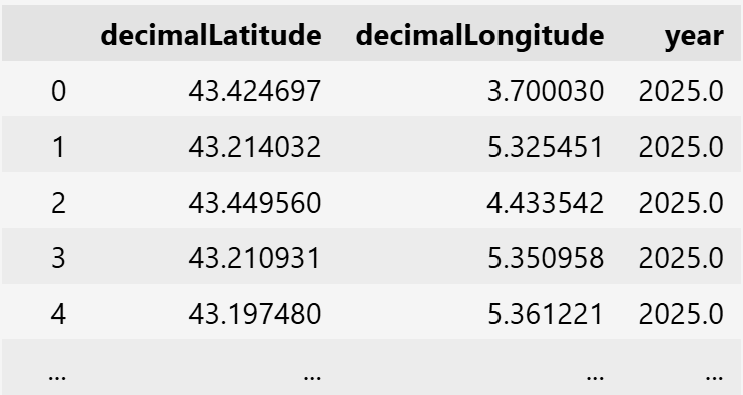 decimalLatitude decimalLongitude year
0 43.424697 3.700030 2025.0
1 43.214032 5.325451 2025.0
2 43.449560 4.433542 2025.0
3 43.210931 5.350958 2025.0
4 43.197480 5.361221 2025.0
... ... ... ...